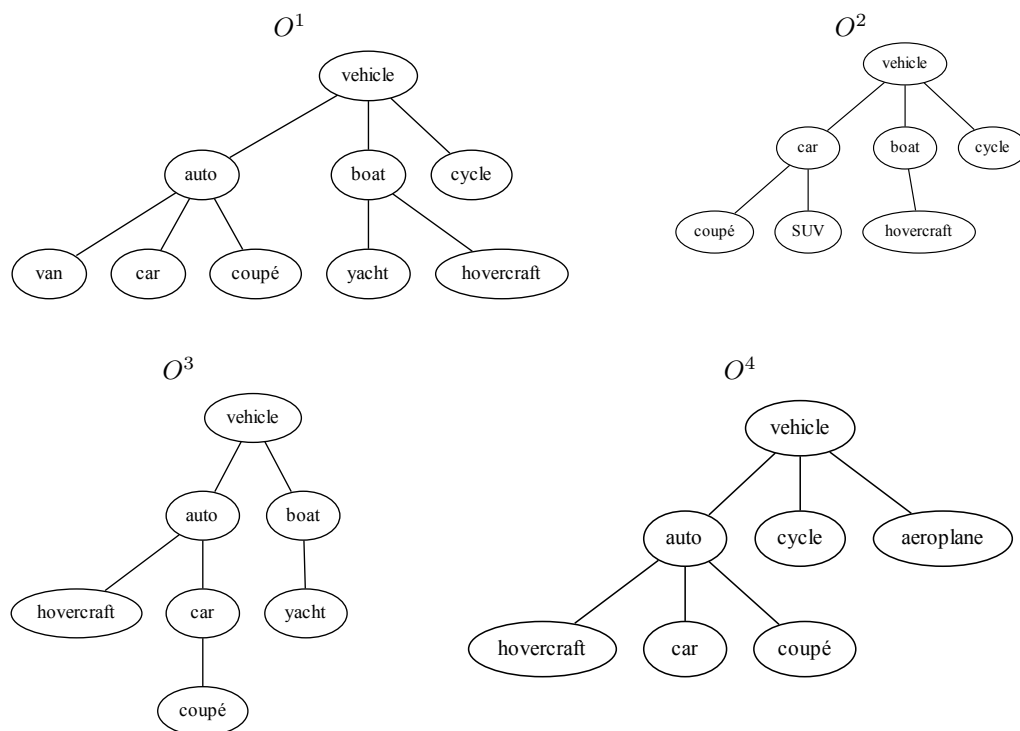 O¹
vehicle
auto boat cycle
van car coupé yacht hovercraft
O²
vehicle
car boat cycle
coupé SUV hovercraft
O³
vehicle
auto boat
hovercraft car yacht
coupé
O⁴
vehicle
auto cycle aeroplane
hovercraft car coupé